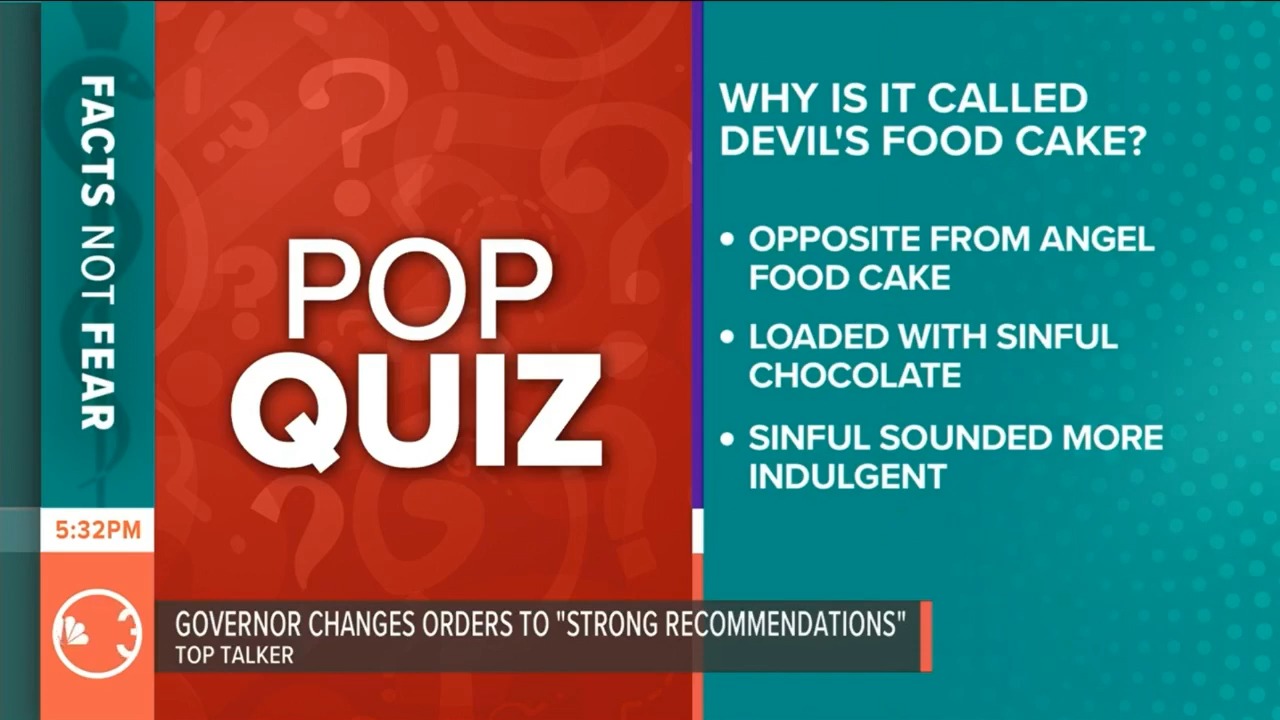 FACTS NOT FEAR
5:32PM
POP
QUIZ
WHY IS IT CALLED
DEVIL'S FOOD CAKE?
• OPPOSITE FROM ANGEL
FOOD CAKE
• LOADED WITH SINFUL
CHOCOLATE
• SINFUL SOUNDED MORE
INDULGENT
GOVERNOR CHANGES ORDERS TO "STRONG RECOMMENDATIONS"
TOP TALKER